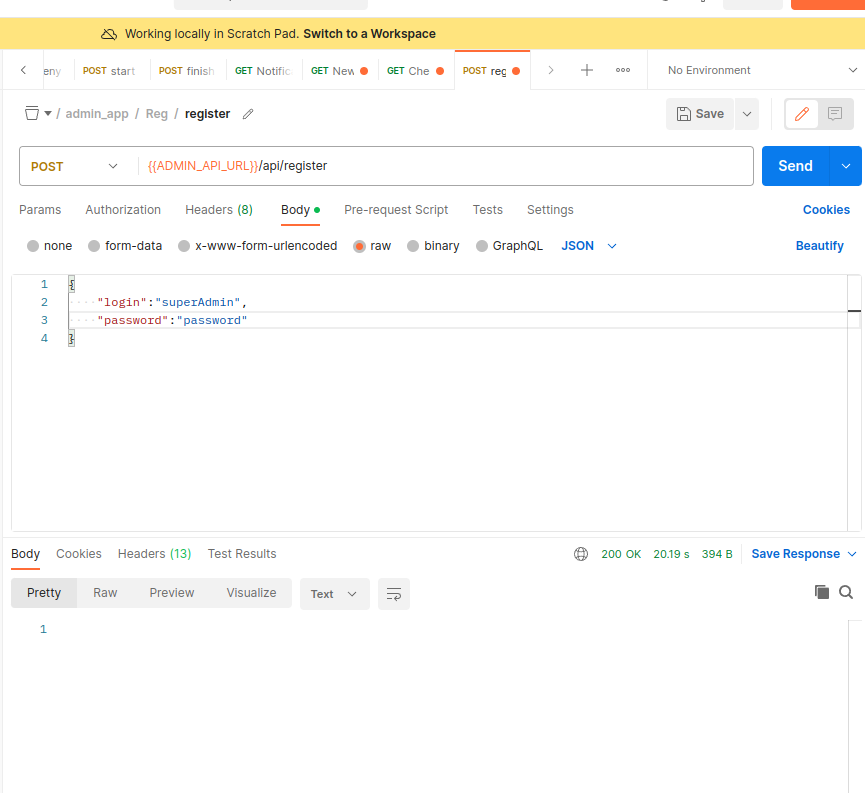 Working locally in Scratch Pad. Switch to a Workspace
eny
POST start
POST finish
GET Notific
GET New
GET Che
POST reg
No Environment
/ admin_app / Reg / register
Save
POST
{{ADMIN_API_URL}}/api/register
Send
Params
Authorization
Headers (8)
Body
Pre-request Script
Tests
Settings
Cookies
none
form-data
x-www-form-urlencoded
raw
binary
GraphQL
JSON
Beautify
1 {
2 "login":"superAdmin",
3 "password":"password"
4 }
Body
Cookies
Headers (13)
Test Results
200 OK
20.19 s
394 B
Save Response
Pretty
Raw
Preview
Visualize
Text
1